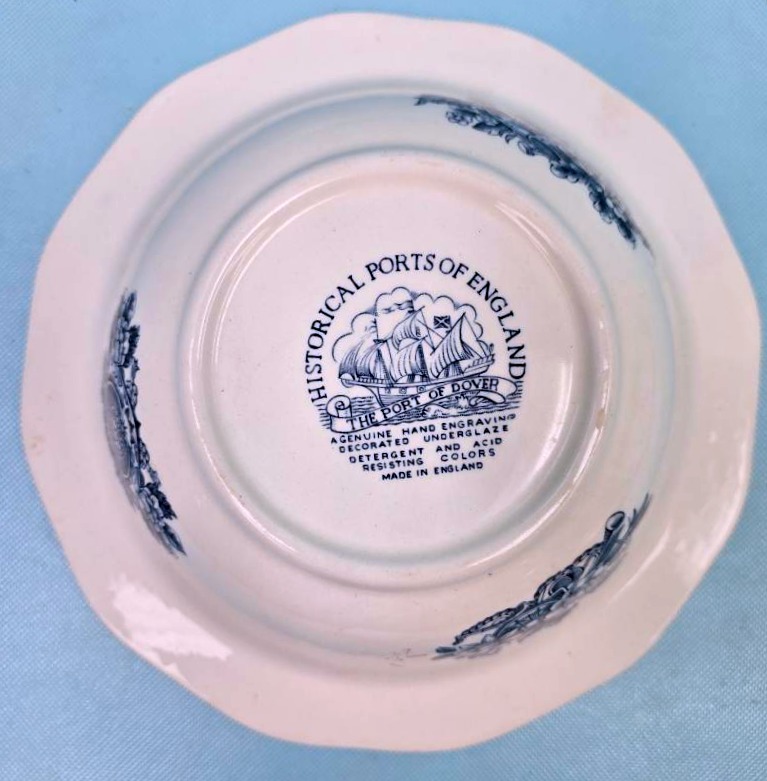 HISTORICAL PORTS OF ENGLAND
THE PORT OF DOVER
A GENUINE HAND ENGRAVING
DECORATED UNDERGLAZE
DETERGENT AND ACID
RESISTING COLORS
MADE IN ENGLAND